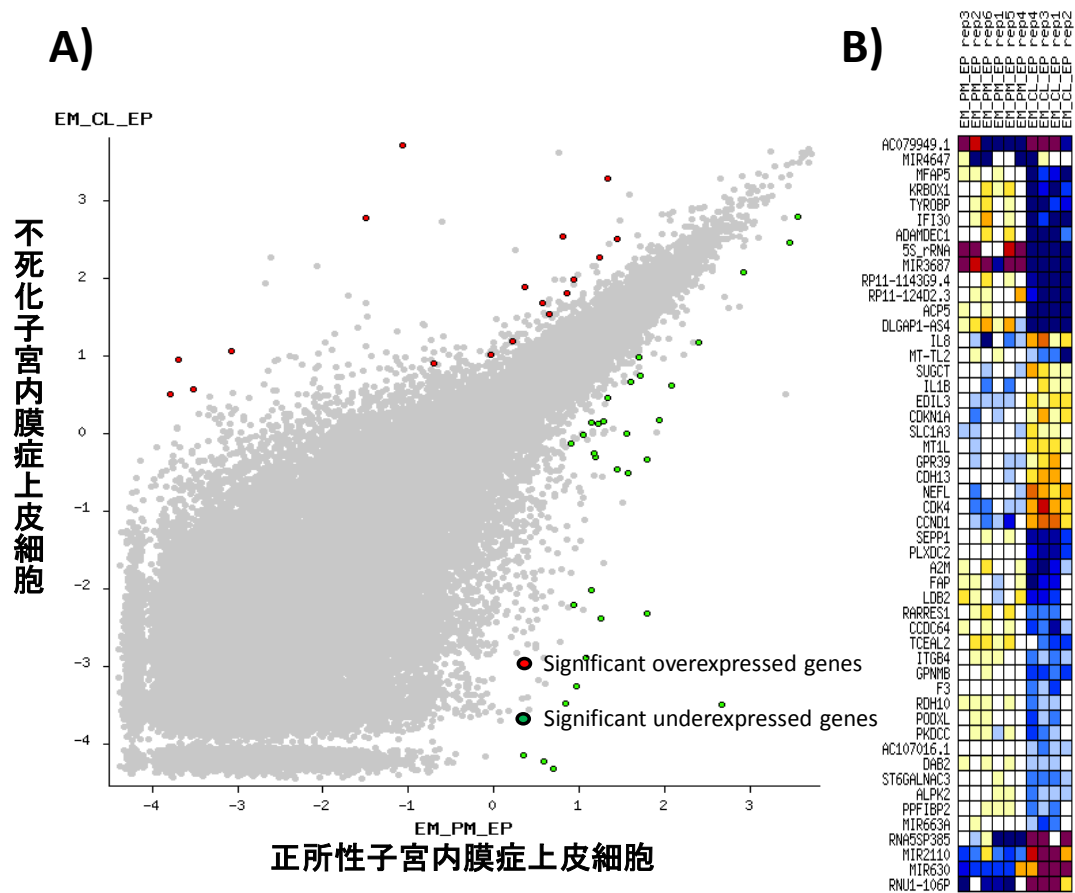 A)
EM_CL_EP
不死化子宮内膜症上皮細胞
3
2
1
0
−1
−2
−3
−4
−4 −3 −2 −1 0 1 2 3
EM_PM_EP
正所性子宮内膜症上皮細胞
Significant overexpressed genes
Significant underexpressed genes
B)
EM_PM_EP rep3
EM_PM_EP rep2
EM_PM_EP rep6
EM_PM_EP rep1
EM_PM_EP rep5
EM_PM_EP rep4
EM_CL_EP rep4
EM_CL_EP rep3
EM_CL_EP rep1
EM_CL_EP rep2
AC079949.1
MIR4647
MFAP5
KRBOX1
TYROBP
IFI30
ADAMDEC1
5S_rRNA
MIR3687
RP11-1143G9.4
RP11-124D2.3
ACP5
DLGAP1-AS4
IL8
MT-TL2
SUGCT
IL1B
EDIL3
CDKN1A
SLC1A3
MT1L
GPR39
CDH13
NEFL
CDK4
CCND1
SEPP1
PLXDC2
A2M
FAP
LDB2
RARRES1
CCDC64
TCEAL2
ITGB4
GPNMB
F3
RDH10
PODXL
PKDCC
AC107016.1
DAB2
ST6GALNAC3
ALPK2
PPFIBP2
MIR663A
RNA5SP385
MIR2110
MIR630
RNU1-106P